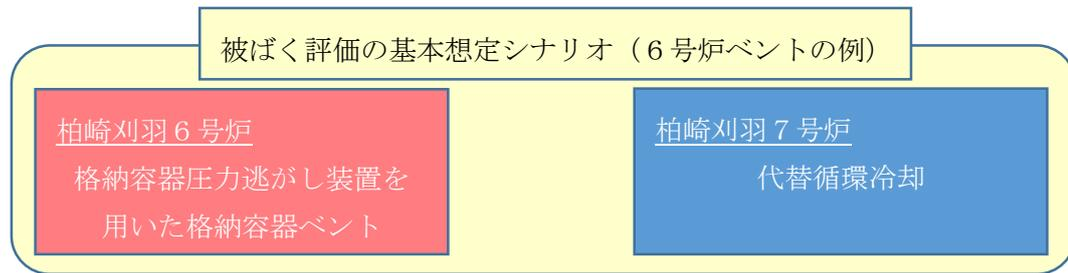 被ばく評価の基本想定シナリオ（６号炉ベントの例）
柏崎刈羽６号炉
格納容器圧力逃がし装置を
用いた格納容器ベント
柏崎刈羽７号炉
代替循環冷却